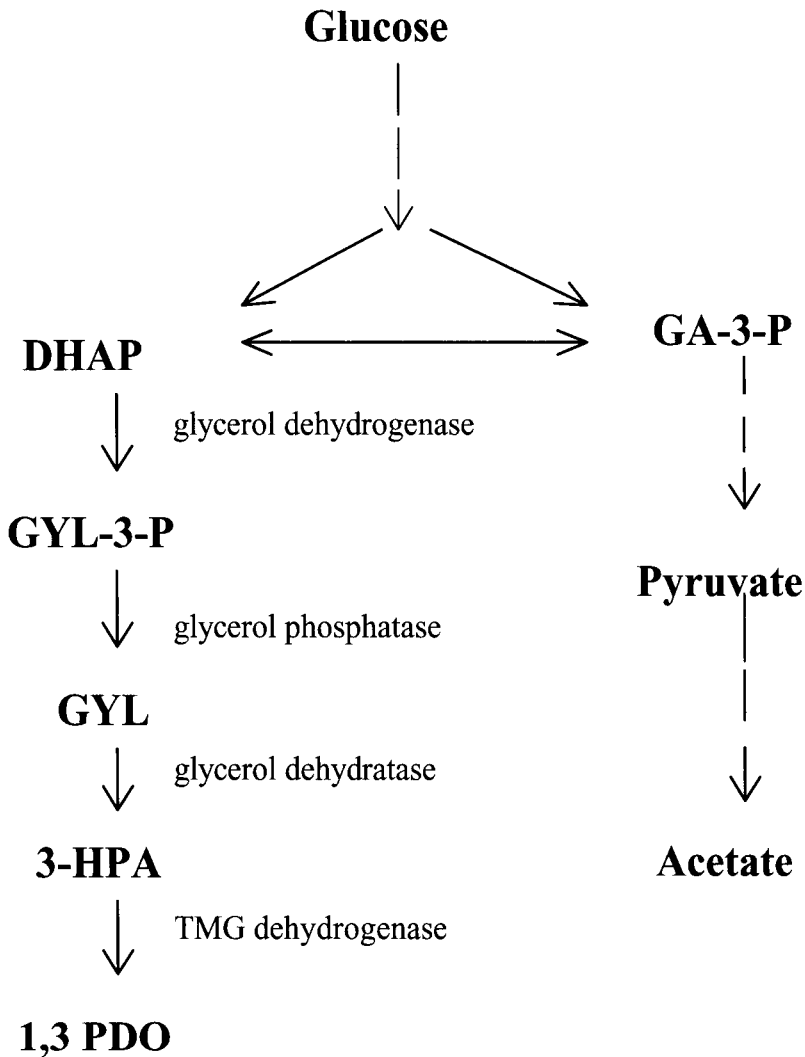 Glucose
DHAP
GA-3-P
glycerol dehydrogenase
GYL-3-P
Pyruvate
glycerol phosphatase
GYL
glycerol dehydratase
3-HPA
Acetate
TMG dehydrogenase
1,3 PDO